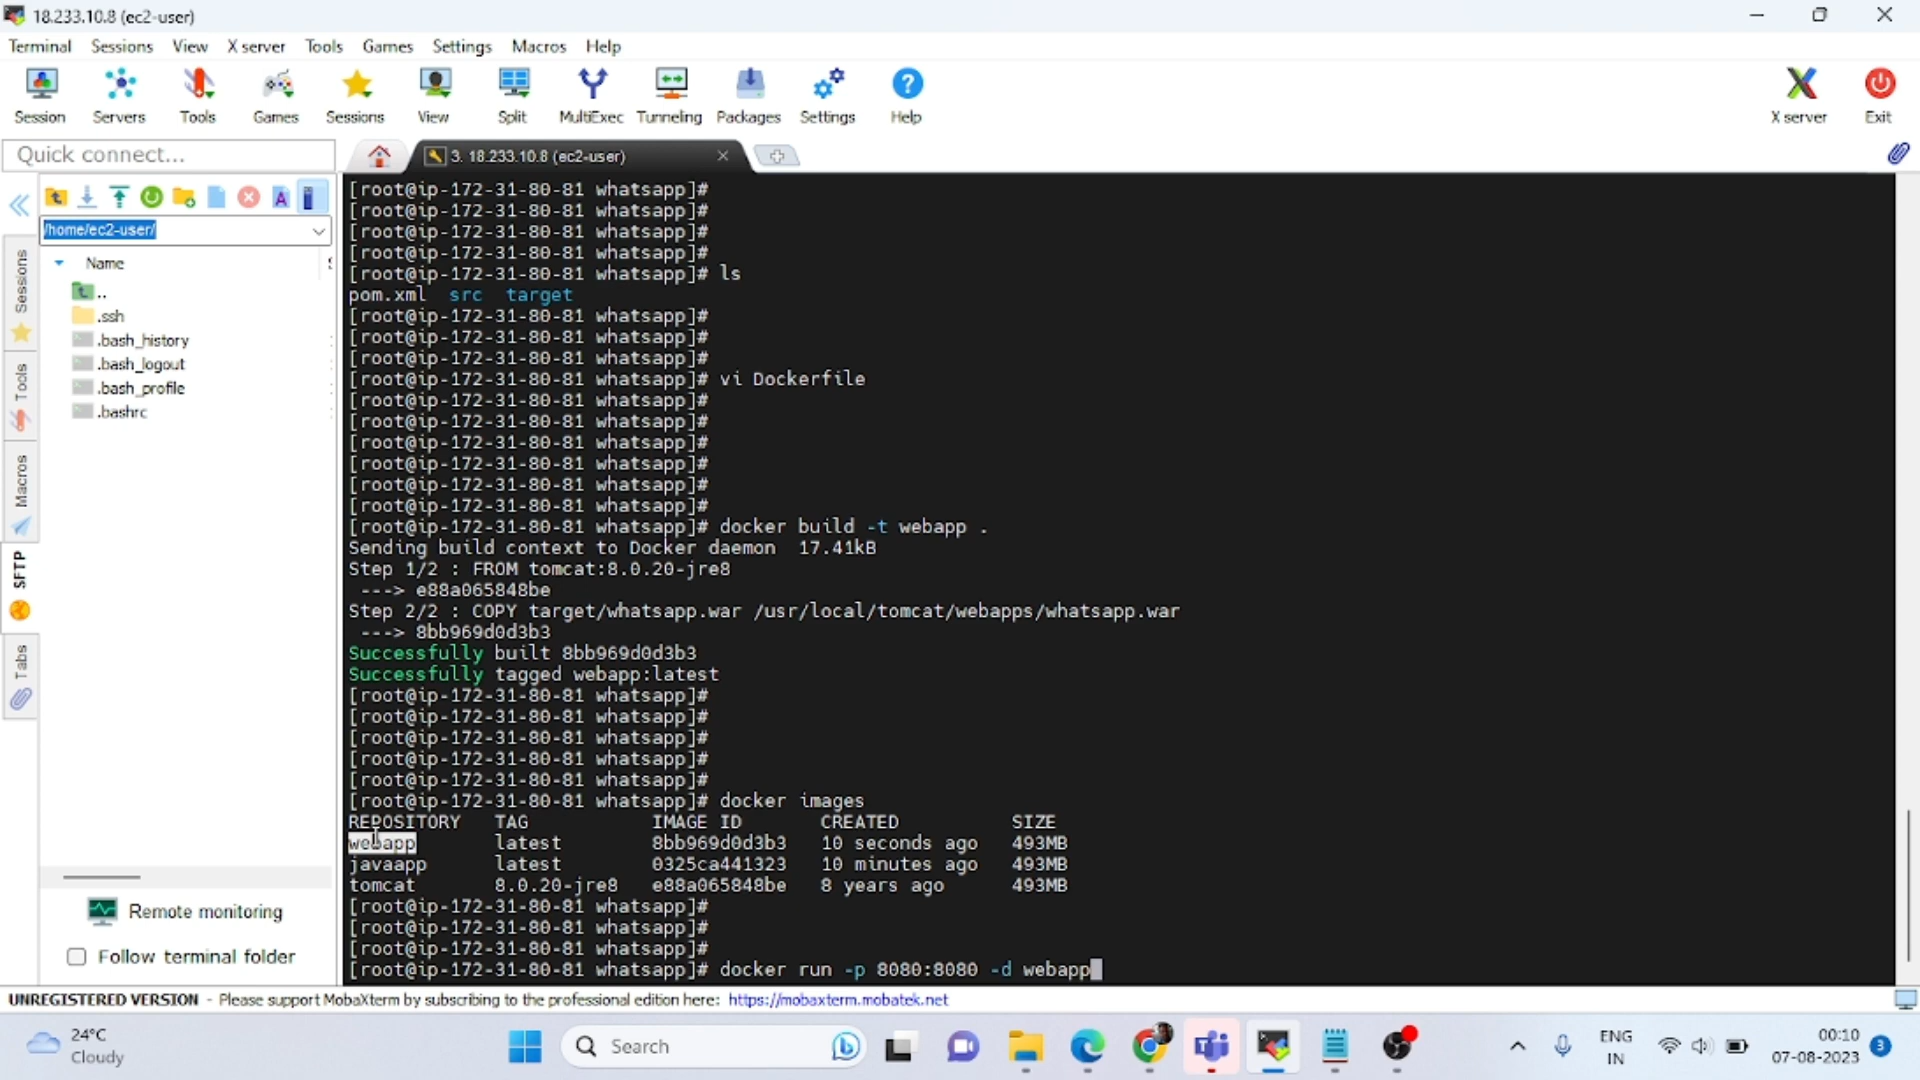 18.233.10.8 (ec2-user)
Terminal Sessions View X server Tools Games Settings Macros Help
Session Servers Tools Games Sessions View Split MultiExec Tunneling Packages Settings Help X server Exit
Quick connect...
3. 18.233.10.8 (ec2-user)
/home/ec2-user/
Name
..
.ssh
.bash_history
.bash_logout
.bash_profile
.bashrc
Sessions
Tools
Macros
SFTP
Tabs
Remote monitoring
Follow terminal folder
[root@ip-172-31-80-81 whatsapp]#
[root@ip-172-31-80-81 whatsapp]#
[root@ip-172-31-80-81 whatsapp]#
[root@ip-172-31-80-81 whatsapp]#
[root@ip-172-31-80-81 whatsapp]# ls
pom.xml src target
[root@ip-172-31-80-81 whatsapp]#
[root@ip-172-31-80-81 whatsapp]#
[root@ip-172-31-80-81 whatsapp]#
[root@ip-172-31-80-81 whatsapp]# vi Dockerfile
[root@ip-172-31-80-81 whatsapp]#
[root@ip-172-31-80-81 whatsapp]#
[root@ip-172-31-80-81 whatsapp]#
[root@ip-172-31-80-81 whatsapp]#
[root@ip-172-31-80-81 whatsapp]#
[root@ip-172-31-80-81 whatsapp]#
[root@ip-172-31-80-81 whatsapp]# docker build -t webapp .
Sending build context to Docker daemon 17.41kB
Step 1/2 : FROM tomcat:8.0.20-jre8
---> e88a065848be
Step 2/2 : COPY target/whatsapp.war /usr/local/tomcat/webapps/whatsapp.war
---> 8bb969d0d3b3
Successfully built 8bb969d0d3b3
Successfully tagged webapp:latest
[root@ip-172-31-80-81 whatsapp]#
[root@ip-172-31-80-81 whatsapp]#
[root@ip-172-31-80-81 whatsapp]#
[root@ip-172-31-80-81 whatsapp]#
[root@ip-172-31-80-81 whatsapp]#
[root@ip-172-31-80-81 whatsapp]# docker images
REPOSITORY TAG IMAGE ID CREATED SIZE
webapp latest 8bb969d0d3b3 10 seconds ago 493MB
javaapp latest 0325ca441323 10 minutes ago 493MB
tomcat 8.0.20-jre8 e88a065848be 8 years ago 493MB
[root@ip-172-31-80-81 whatsapp]#
[root@ip-172-31-80-81 whatsapp]#
[root@ip-172-31-80-81 whatsapp]#
[root@ip-172-31-80-81 whatsapp]# docker run -p 8080:8080 -d webapp
UNREGISTERED VERSION - Please support MobaXterm by subscribing to the professional edition here: https://mobaxterm.mobatek.net
24°C
Cloudy
Search
ENG
IN
00:10
07-08-2023
3